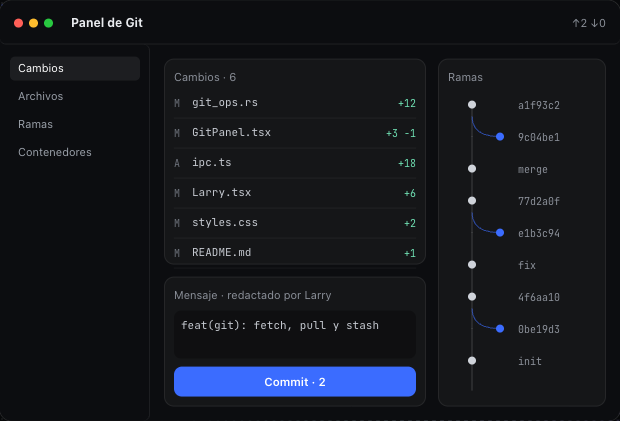 Panel de Git
↑2 ↓0
Cambios
Archivos
Ramas
Contenedores
Cambios · 6
M git_ops.rs +12
M GitPanel.tsx +3 -1
A ipc.ts +18
M Larry.tsx +6
M styles.css +2
M README.md +1
Mensaje · redactado por Larry
feat(git): fetch, pull y stash
Commit · 2
Ramas
a1f93c2
9c04be1
merge
77d2a0f
e1b3c94
fix
4f6aa10
0be19d3
init